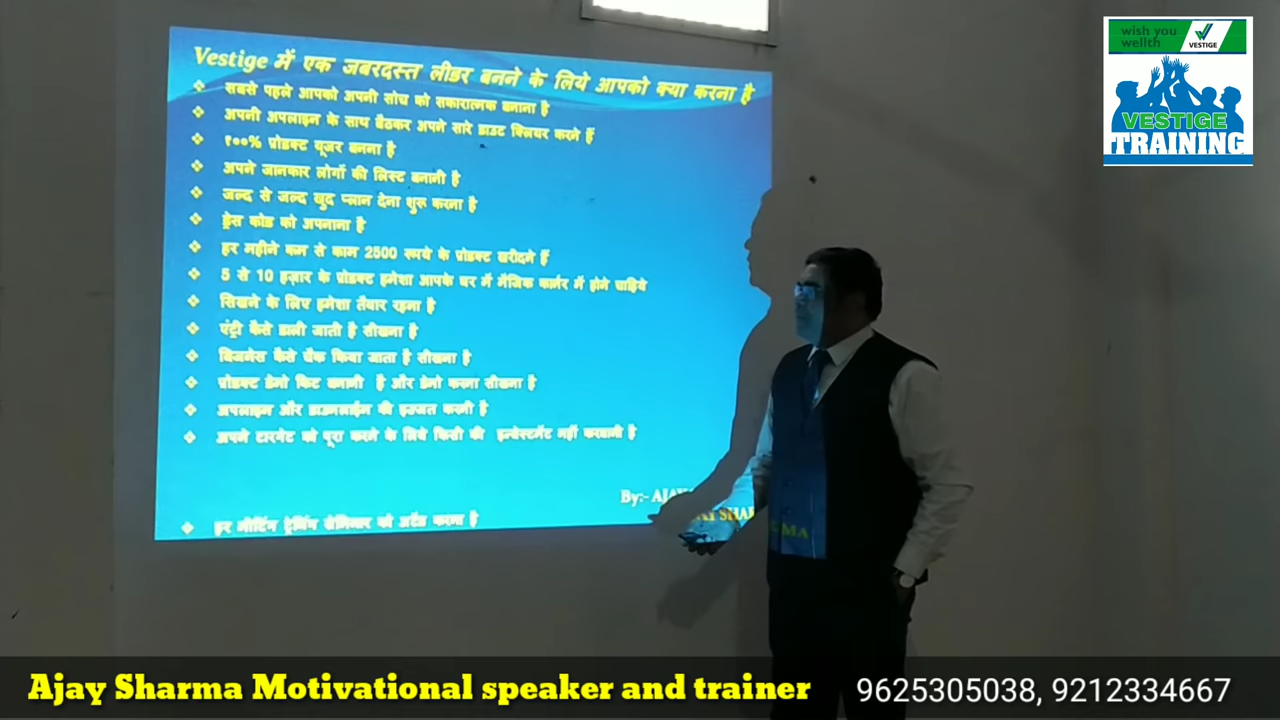 Vestige में एक जबरदस्त लीडर बनने के लिये आपको क्या करना है
सबसे पहले आपको अपनी सोच को सकारात्मक बनाना है
अपनी अपलाइन के साथ बैठकर अपने सारे डाउट क्लियर करने हैं
१००% प्रोडक्ट यूजर बनना है
अपने जानकार लोगों की लिस्ट बनानी है
जल्द से जल्द खुद प्लान देना शुरू करना है
ड्रेस कोड को अपनाना है
हर महीने कम से काम 2500 रूपये के प्रोडक्ट खरीदने हैं
5 से 10 हज़ार के प्रोडक्ट हमेशा आपके घर में मैजिक कार्नर में होने चाहिये
सिखने के लिए हमेशा तैयार रहना है
एंट्री कैसे डाली जाती है सीखना है
बिजनेस कैसे चैक किया जाता है सीखना है
प्रोडक्ट डेमो किट बनानी है और डेमो करना सीखना है
अपलाइन और डाउनलाईन की इज्जत करनी है
अपने टारगेट को पूरा करने के लिये किसी की इन्वेस्टमेंट नहीं करवानी है
By:- AJAY SHARMA
हर मीटिंग ट्रेनिंग सेमिनार को अटेंड करना है
wish you
wellth
VESTIGE
VESTIGE
TRAINING
Ajay Sharma Motivational speaker and trainer 9625305038, 9212334667